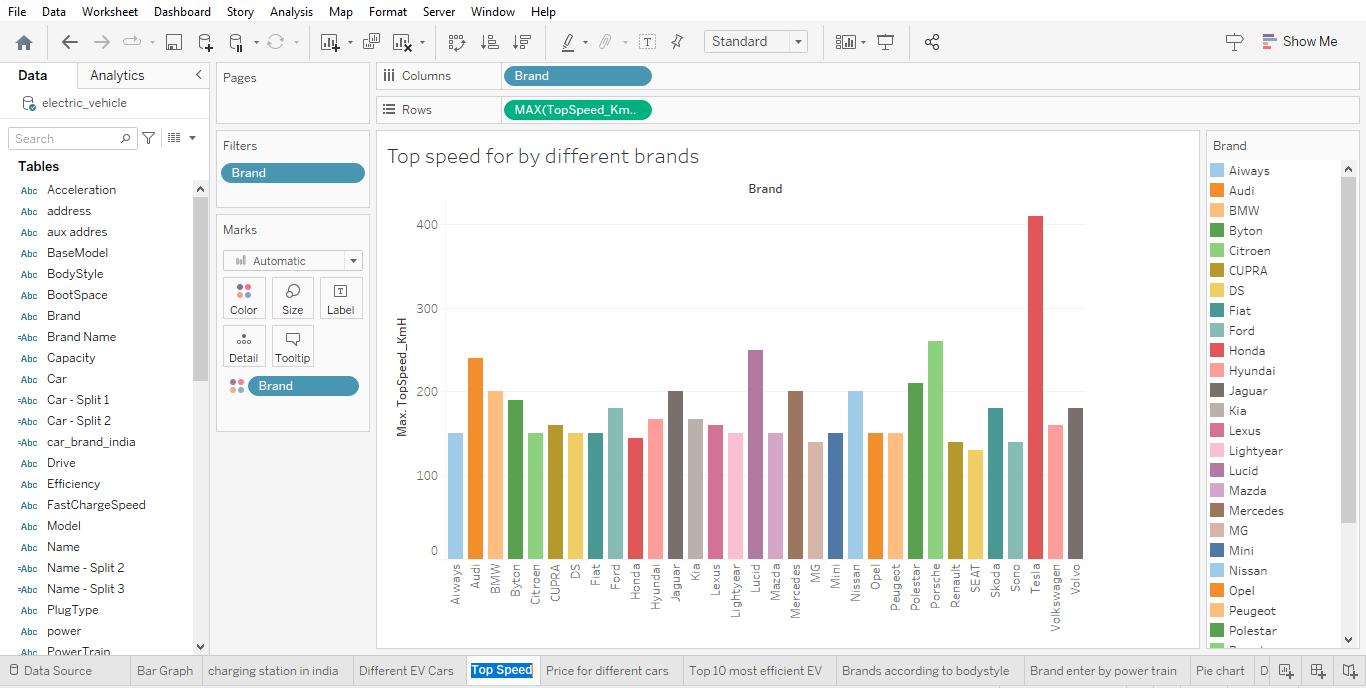 File Data Worksheet Dashboard Story Analysis Map Format Server Window Help
Standard
Show Me
Data Analytics
electric_vehicle
Search
Tables
Abc Acceleration
Abc address
Abc aux addres
Abc BaseModel
Abc BodyStyle
Abc BootSpace
Abc Brand
=Abc Brand Name
Abc Capacity
Abc Car
=Abc Car - Split 1
=Abc Car - Split 2
=Abc car_brand_india
Abc Drive
Abc Efficiency
Abc FastChargeSpeed
Abc Model
Abc Name
=Abc Name - Split 2
=Abc Name - Split 3
Abc PlugType
Abc power
Abc PowerTrain
Pages
Filters
Brand
Marks
Automatic
Color Size Label
Detail Tooltip
Brand
Columns Brand
Rows MAX(TopSpeed_Km..
Top speed for by different brands
Brand
Max. TopSpeed_KmH
400
300
200
100
0
Aiways
Audi
BMW
Byton
Citroen
CUPRA
DS
Fiat
Ford
Honda
Hyundai
Jaguar
Kia
Lexus
Lightyear
Lucid
Mazda
Mercedes
MG
Mini
Nissan
Opel
Peugeot
Polestar
Porsche
Renault
SEAT
Skoda
Sono
Tesla
Volkswagen
Volvo
Brand
Aiways
Audi
BMW
Byton
Citroen
CUPRA
DS
Fiat
Ford
Honda
Hyundai
Jaguar
Kia
Lexus
Lightyear
Lucid
Mazda
Mercedes
MG
Mini
Nissan
Opel
Peugeot
Polestar
Data Source Bar Graph charging station in india Different EV Cars Top Speed Price for different cars Top 10 most efficient EV Brands according to bodystyle Brand enter by power train Pie chart D